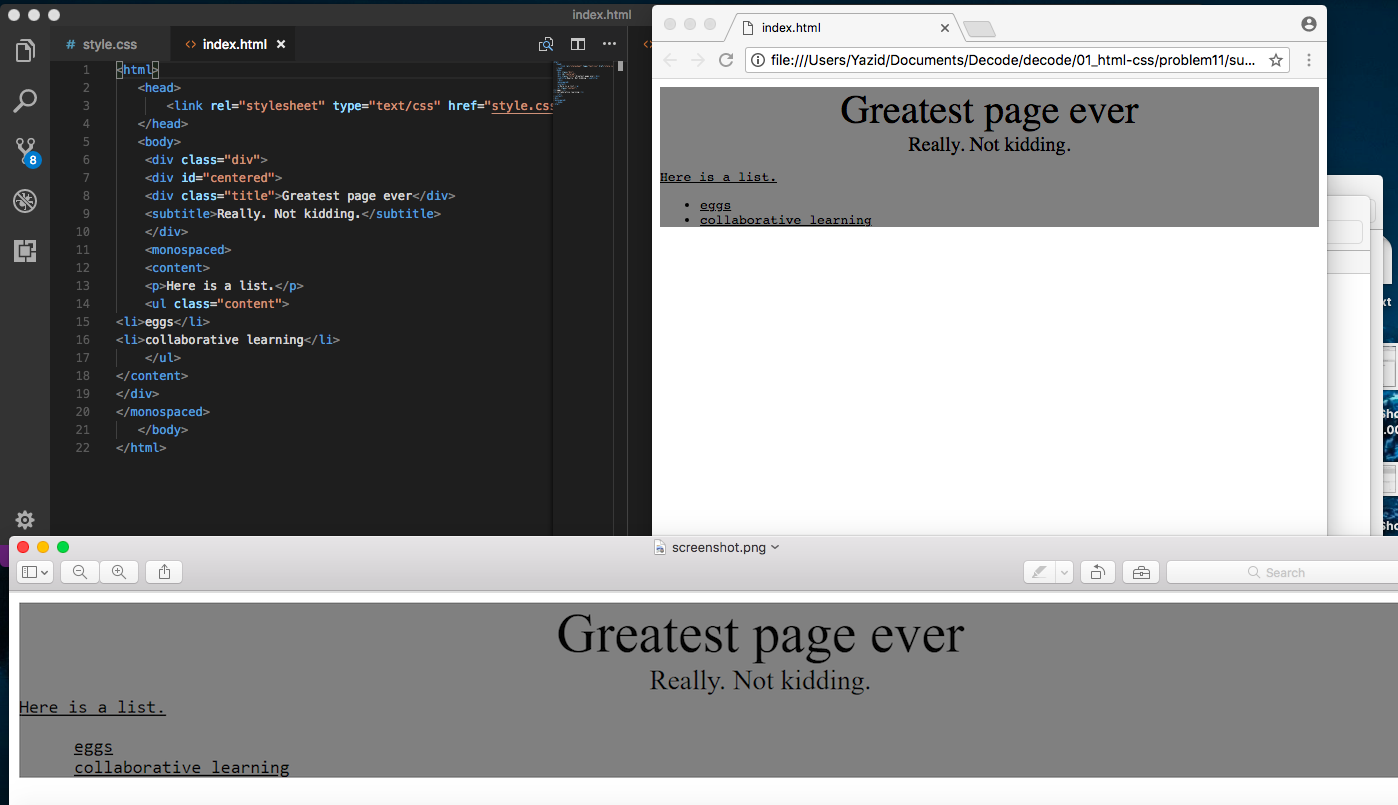 index.html
# style.css
<> index.html ×
8
1 <html>
2 <head>
3 <link rel="stylesheet" type="text/css" href="style.css
4 </head>
5 <body>
6 <div class="div">
7 <div id="centered">
8 <div class="title">Greatest page ever</div>
9 <subtitle>Really. Not kidding.</subtitle>
10 </div>
11 <monospaced>
12 <content>
13 <p>Here is a list.</p>
14 <ul class="content">
15 <li>eggs</li>
16 <li>collaborative learning</li>
17 </ul>
18 </content>
19 </div>
20 </monospaced>
21 </body>
22 </html>
index.html ×
file:///Users/Yazid/Documents/Decode/decode/01_html-css/problem11/su...
Greatest page ever
Really. Not kidding.
Here is a list.
• eggs
• collaborative learning
screenshot.png
Search
Greatest page ever
Really. Not kidding.
Here is a list.
eggs
collaborative learning